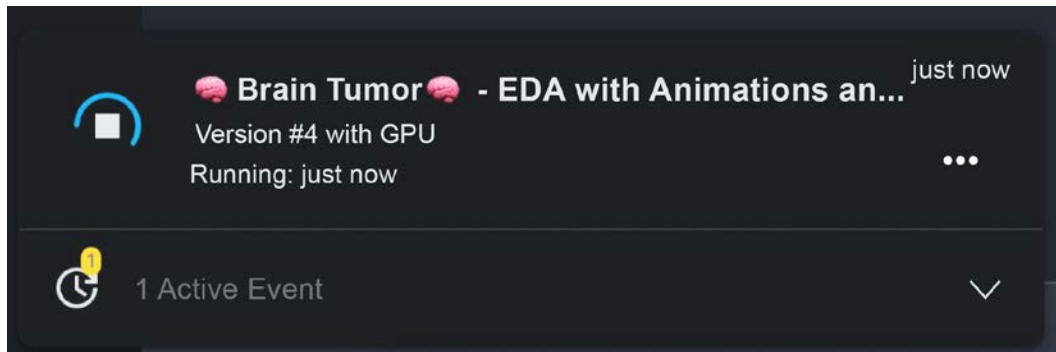 🧠 Brain Tumor🧠 - EDA with Animations an...
just now
Version #4 with GPU
Running: just now
1
1 Active Event